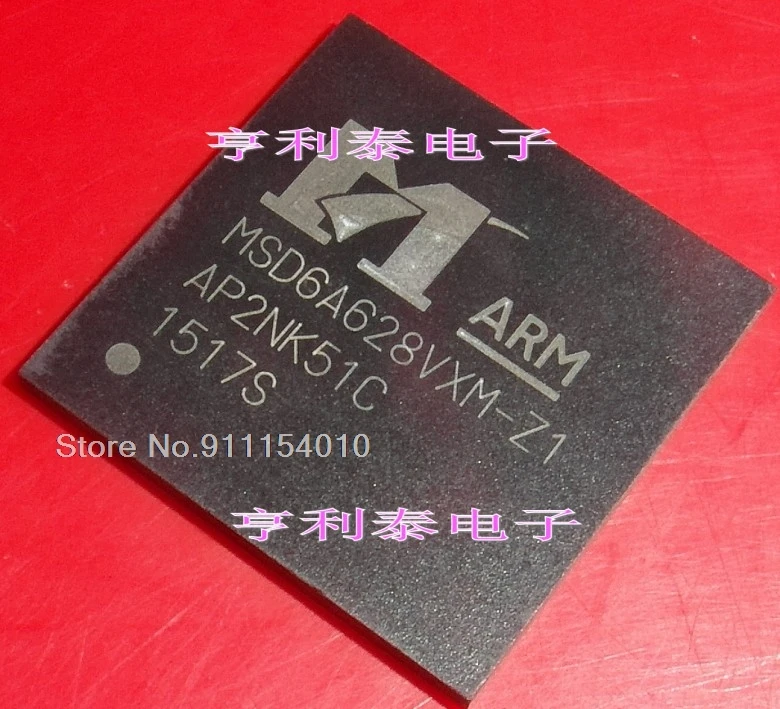 亨利泰电子
ARM
MSD6A628VXM-Z1
AP2NK51C
1517S
Store No.911154010
亨利泰电子